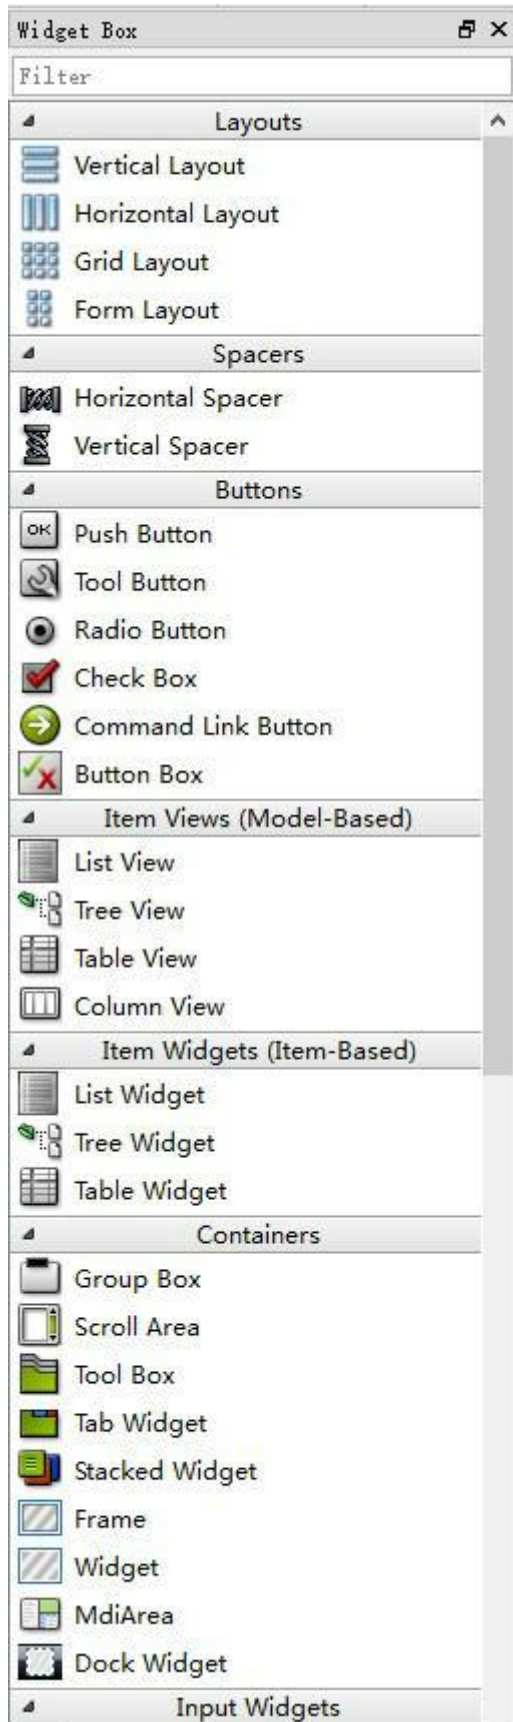 Widget Box
Filter
Layouts
Vertical Layout
Horizontal Layout
Grid Layout
Form Layout
Spacers
Horizontal Spacer
Vertical Spacer
Buttons
OK Push Button
Tool Button
Radio Button
Check Box
Command Link Button
Button Box
Item Views (Model-Based)
List View
Tree View
Table View
Column View
Item Widgets (Item-Based)
List Widget
Tree Widget
Table Widget
Containers
Group Box
Scroll Area
Tool Box
Tab Widget
Stacked Widget
Frame
Widget
MdiArea
Dock Widget
Input Widgets